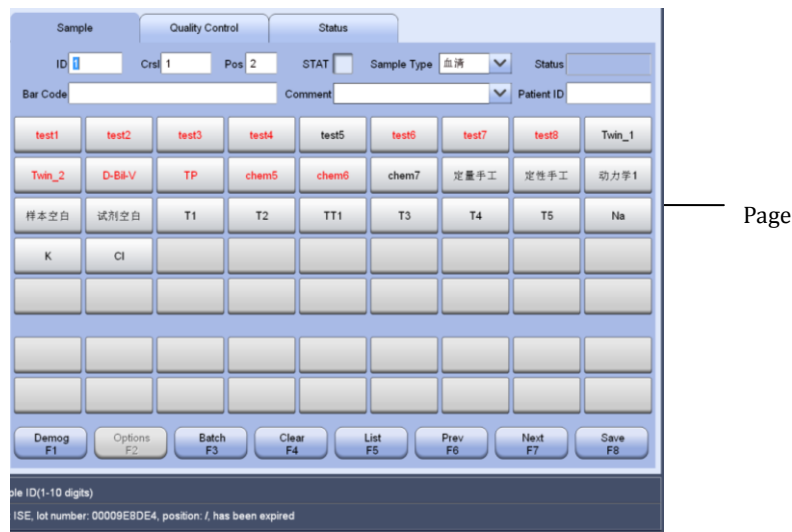 Sample Quality Control Status
ID 1 Crsl 1 Pos 2 STAT Sample Type 血清 Status
Bar Code Comment Patient ID
test1 test2 test3 test4 test5 test6 test7 test8 Twin_1
Twin_2 D-Bil-V TP chem5 chem6 chem7 定量手工 定性手工 动力学1
样本空白 试剂空白 T1 T2 TT1 T3 T4 T5 Na
Page
K Cl
Demog Options Batch Clear List Prev Next Save
F1 F2 F3 F4 F5 F6 F7 F8
ple ID(1-10 digits)
ISE, lot number: 00009E8DE4, position: /, has been expired